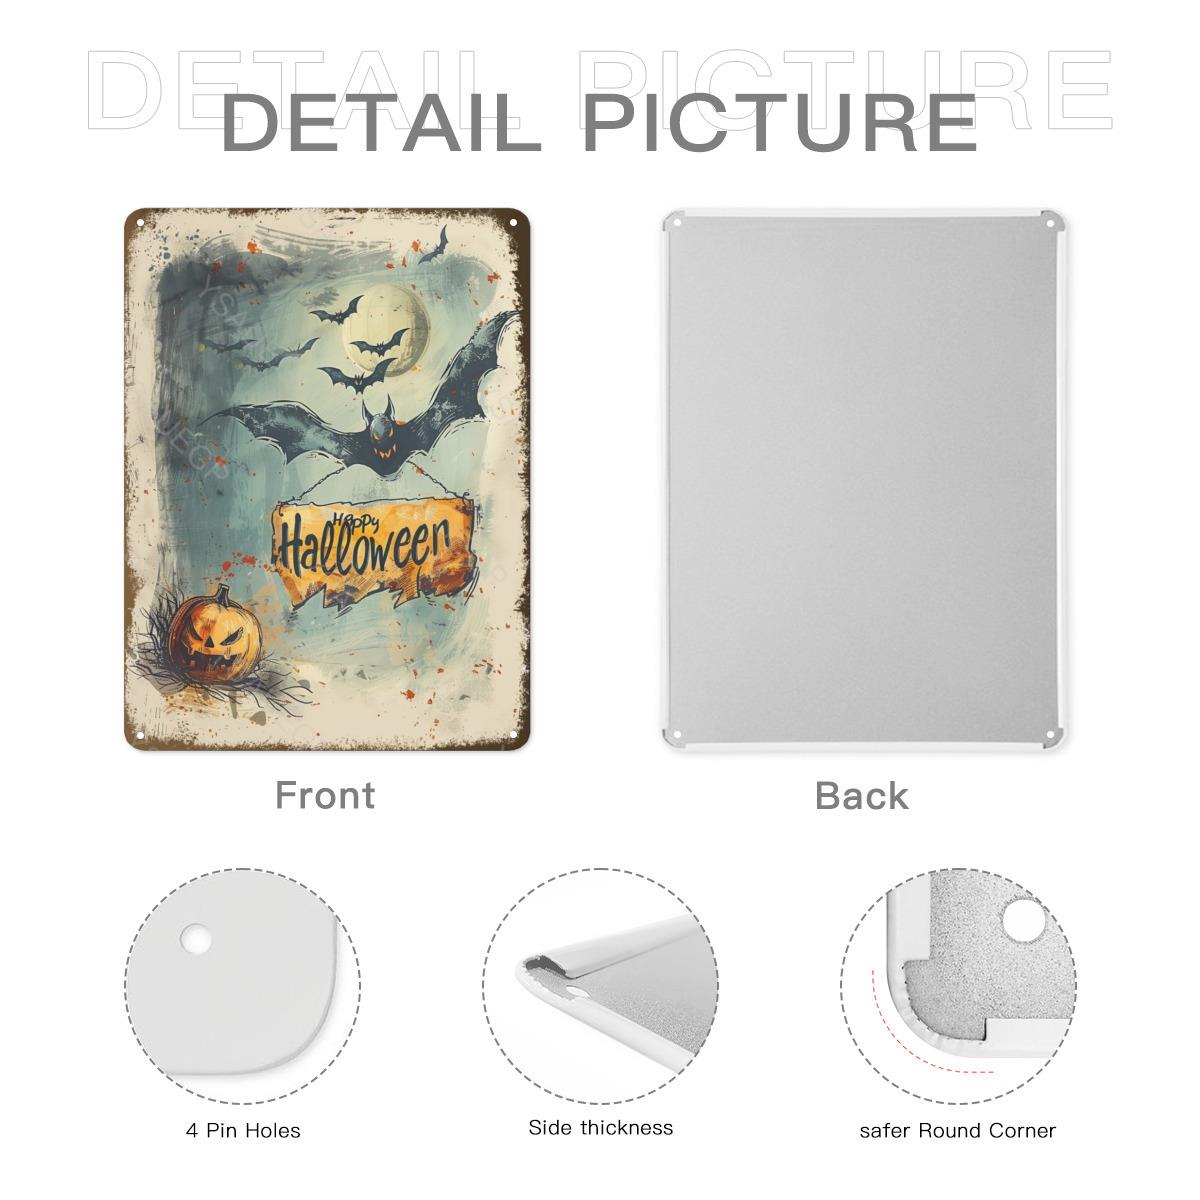 DETAIL PICTURE
DETAIL PICTURE
Happy
Halloween
Front
Back
4 Pin Holes
Side thickness
safer Round Corner